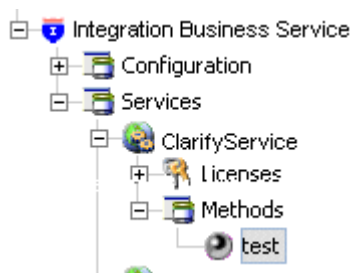 Integration Business Service
Configuration
Services
ClarifyService
Licenses
Methods
test